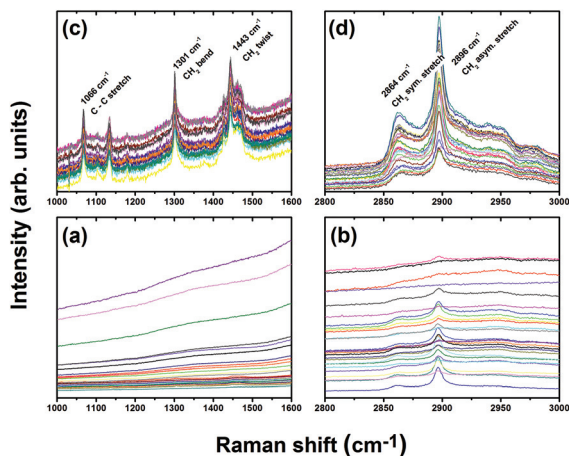 (c)
1066 cm-1
C - C stretch
1301 cm-1
CH2 bend
1443 cm-1
CH2 twist
1000 1100 1200 1300 1400 1500 1600
(d)
2864 cm-1
CH2 sym. stretch
2896 cm-1
CH2 asym. stretch
2800 2850 2900 2950 3000
Intensity (arb. units)
(a)
1000 1100 1200 1300 1400 1500 1600
(b)
2800 2850 2900 2950 3000
Raman shift (cm-1)